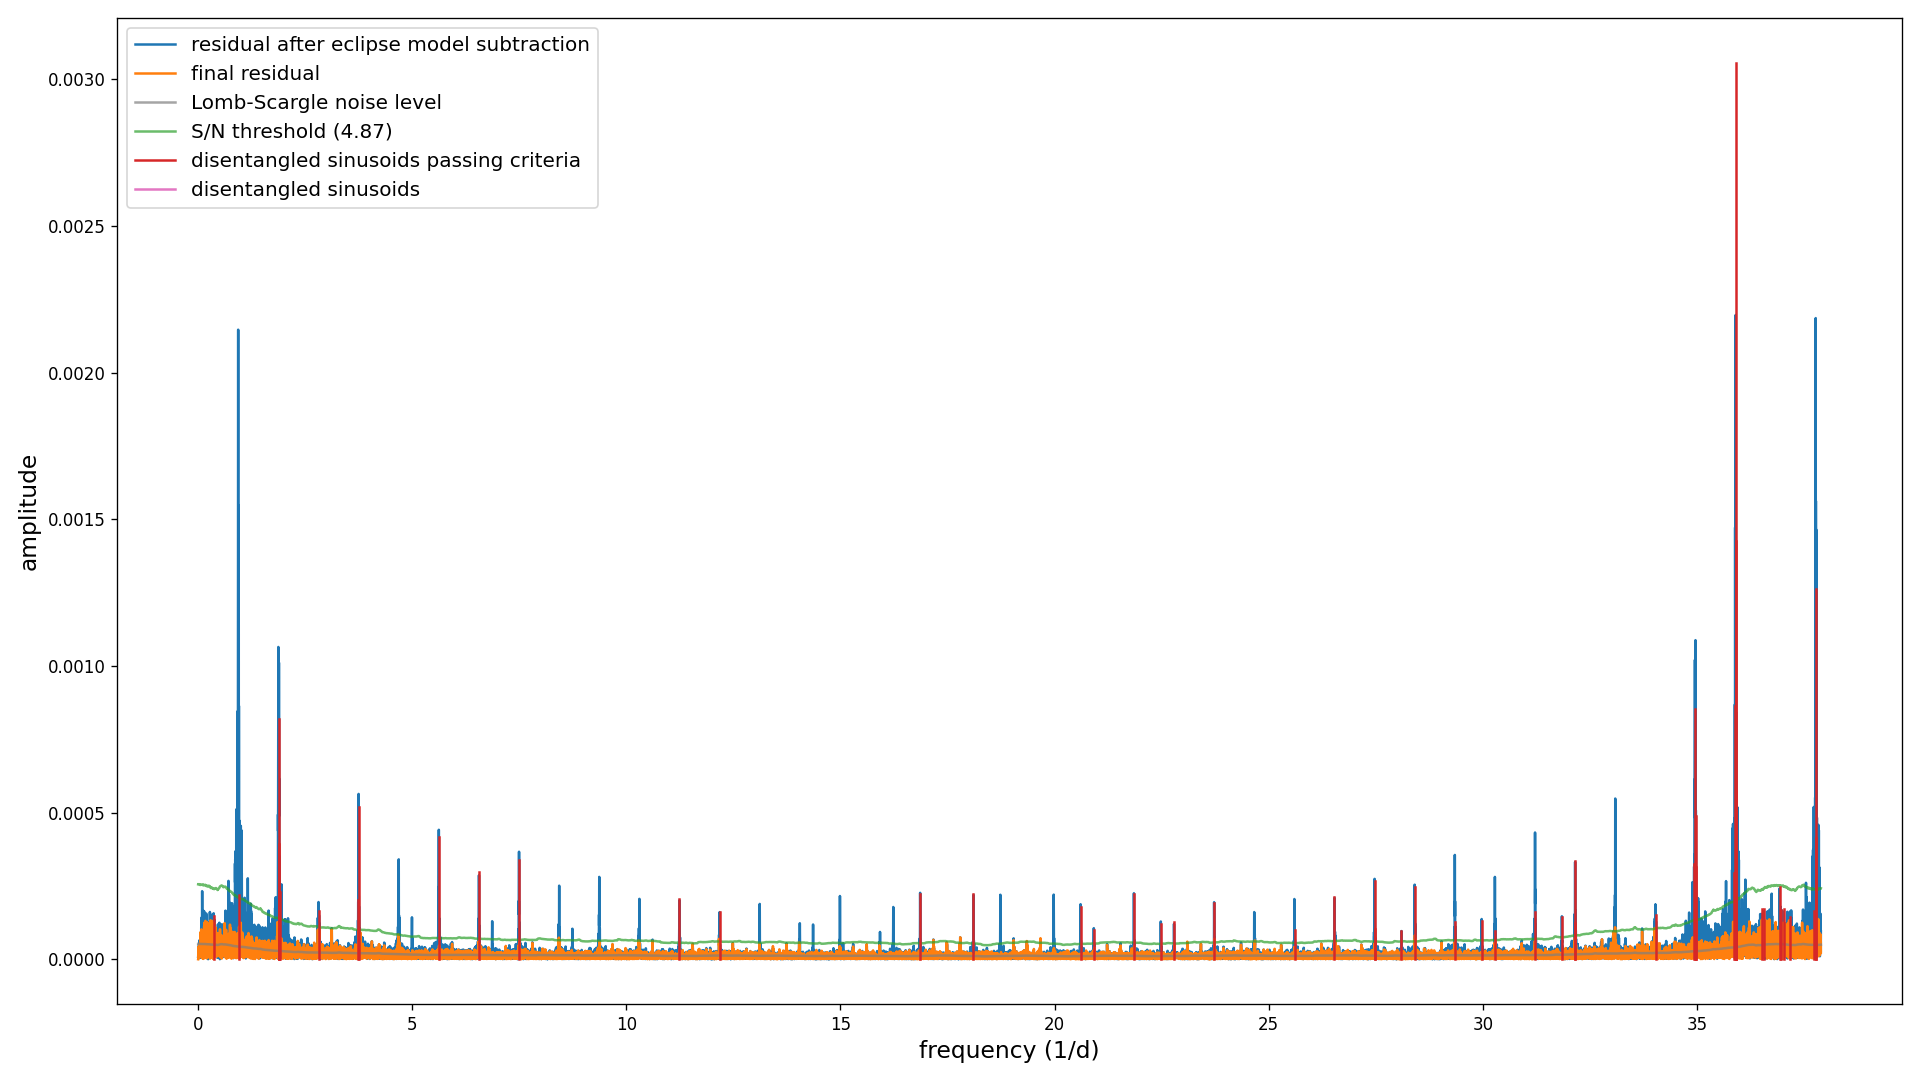 residual after eclipse model subtraction
final residual
Lomb-Scargle noise level
S/N threshold (4.87)
disentangled sinusoids passing criteria
disentangled sinusoids
0.0030
0.0025
0.0020
0.0015
0.0010
0.0005
0.0000
amplitude
0 5 10 15 20 25 30 35
frequency (1/d)